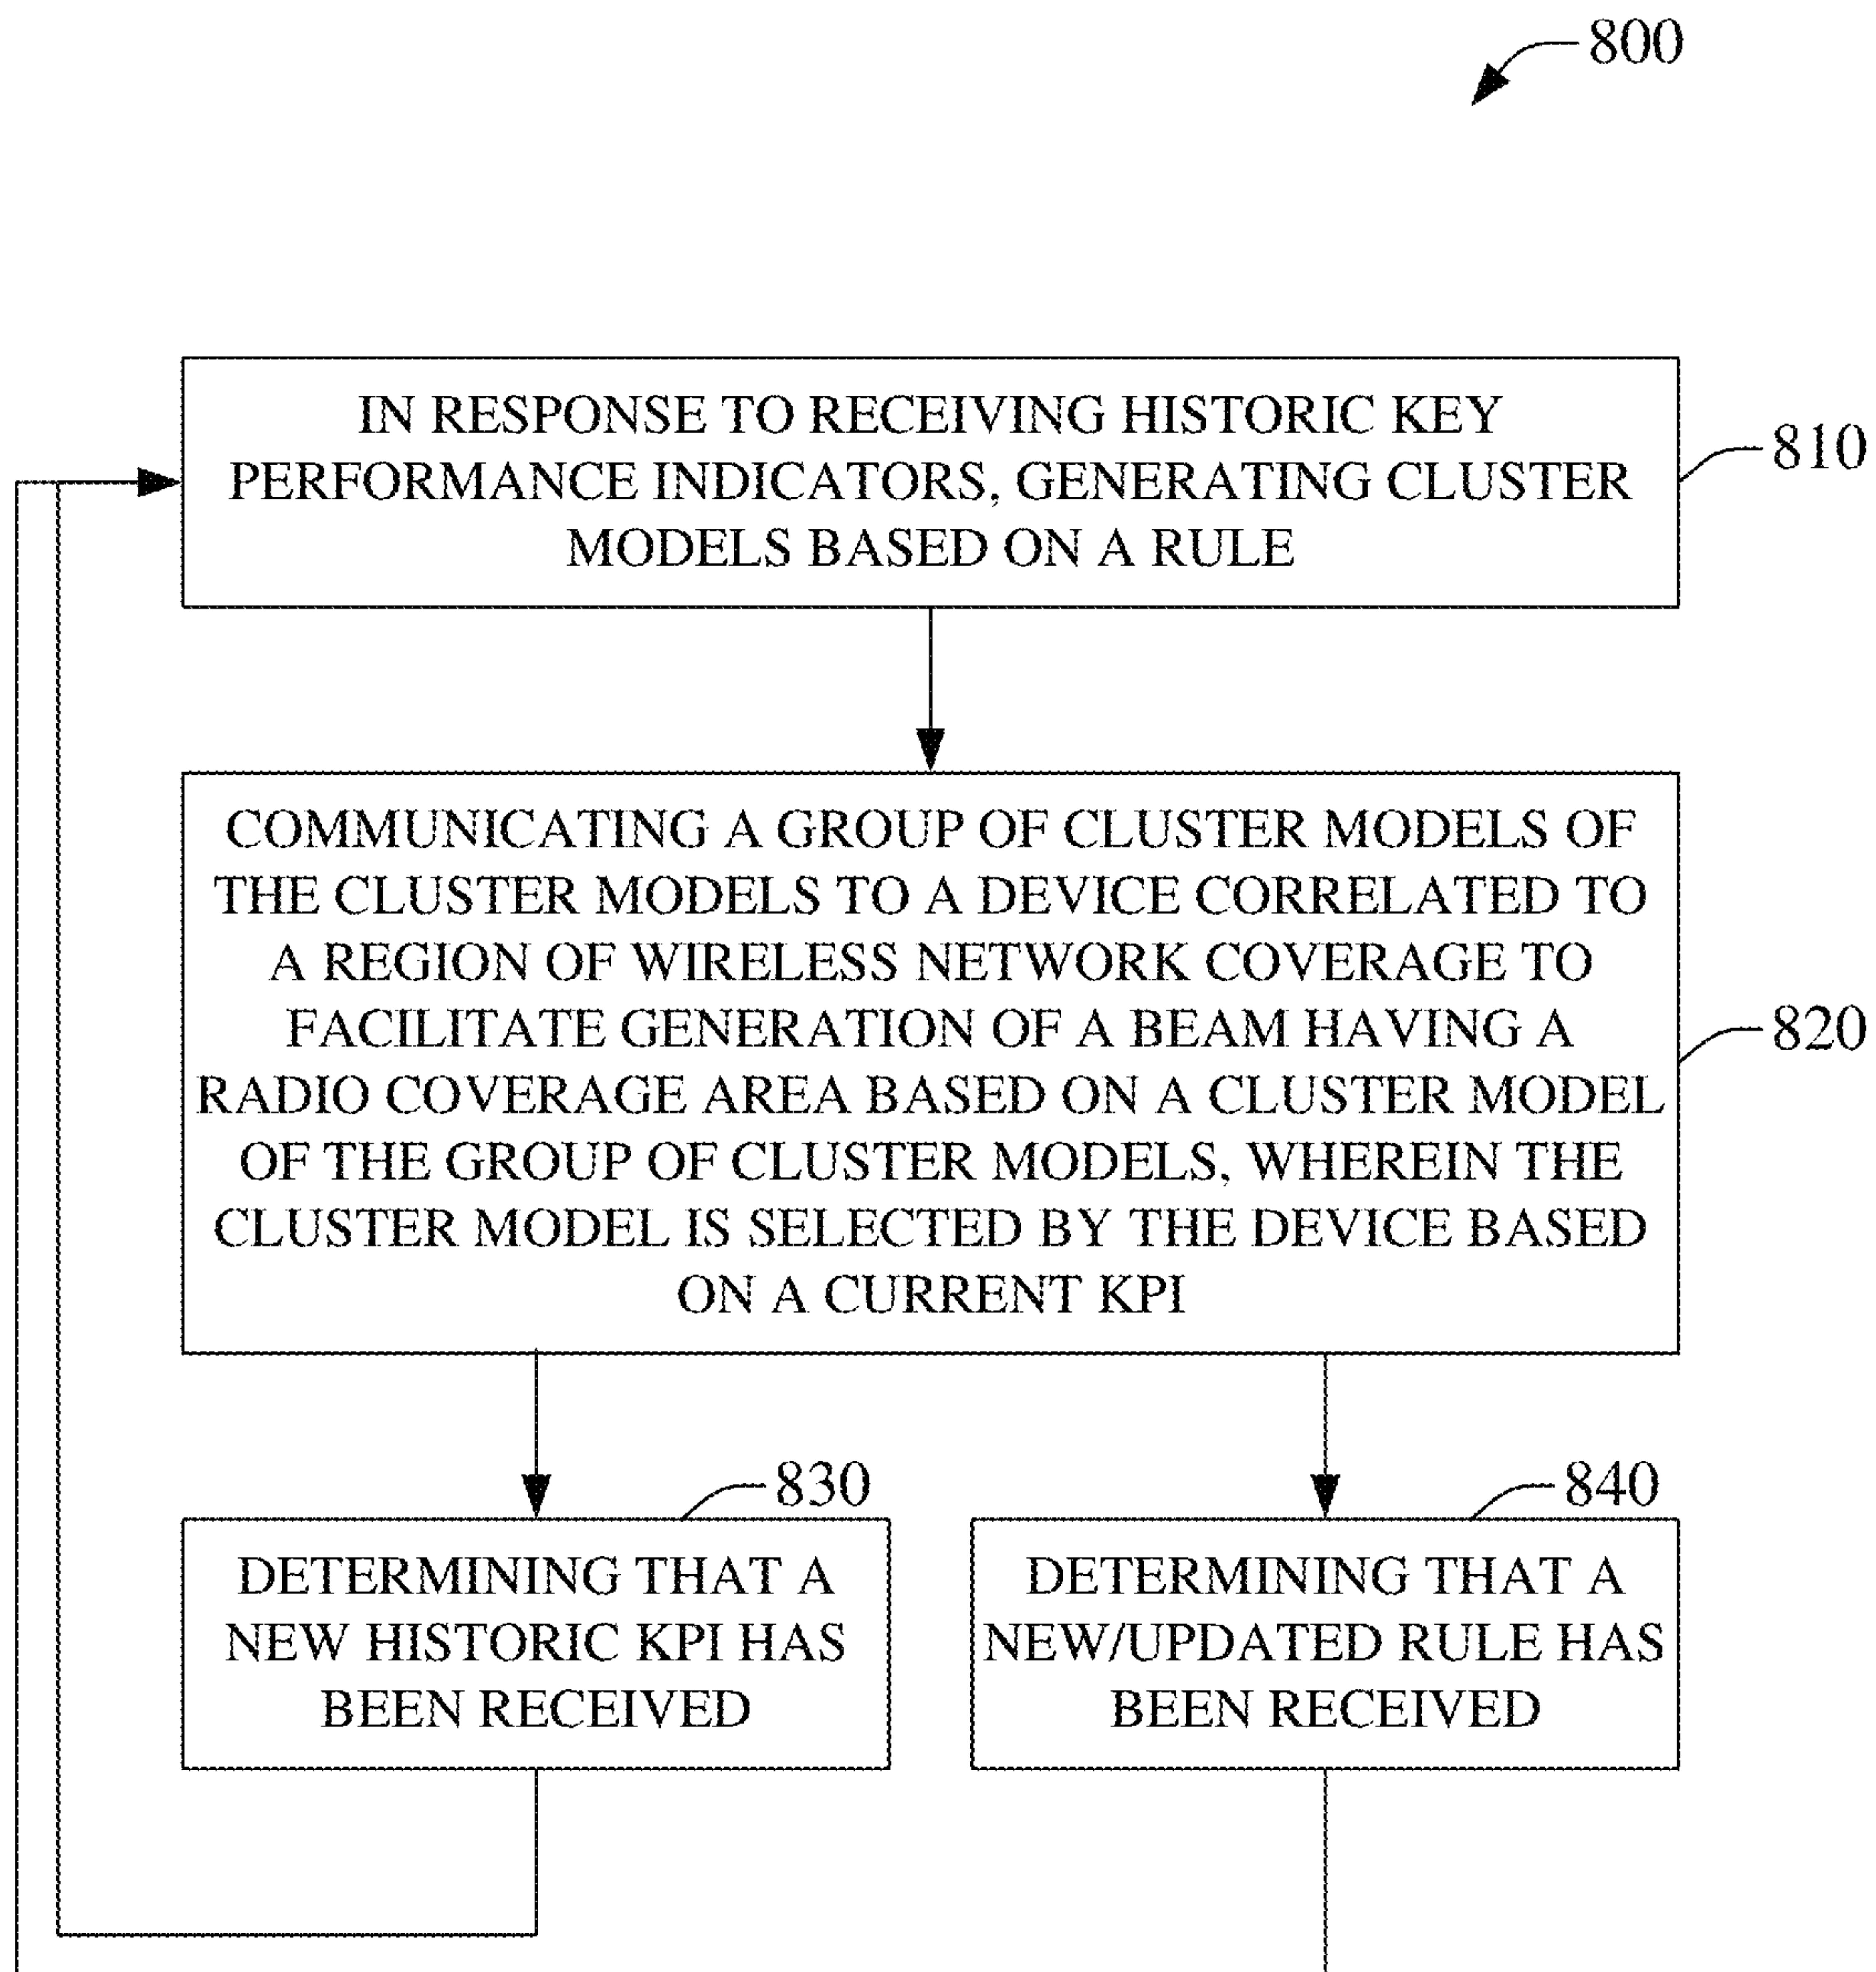 800
IN RESPONSE TO RECEIVING HISTORIC KEY
PERFORMANCE INDICATORS, GENERATING CLUSTER
MODELS BASED ON A RULE
810
COMMUNICATING A GROUP OF CLUSTER MODELS OF
THE CLUSTER MODELS TO A DEVICE CORRELATED TO
A REGION OF WIRELESS NETWORK COVERAGE TO
FACILITATE GENERATION OF A BEAM HAVING A
RADIO COVERAGE AREA BASED ON A CLUSTER MODEL
OF THE GROUP OF CLUSTER MODELS, WHEREIN THE
CLUSTER MODEL IS SELECTED BY THE DEVICE BASED
ON A CURRENT KPI
820
830
DETERMINING THAT A
NEW HISTORIC KPI HAS
BEEN RECEIVED
840
DETERMINING THAT A
NEW/UPDATED RULE HAS
BEEN RECEIVED